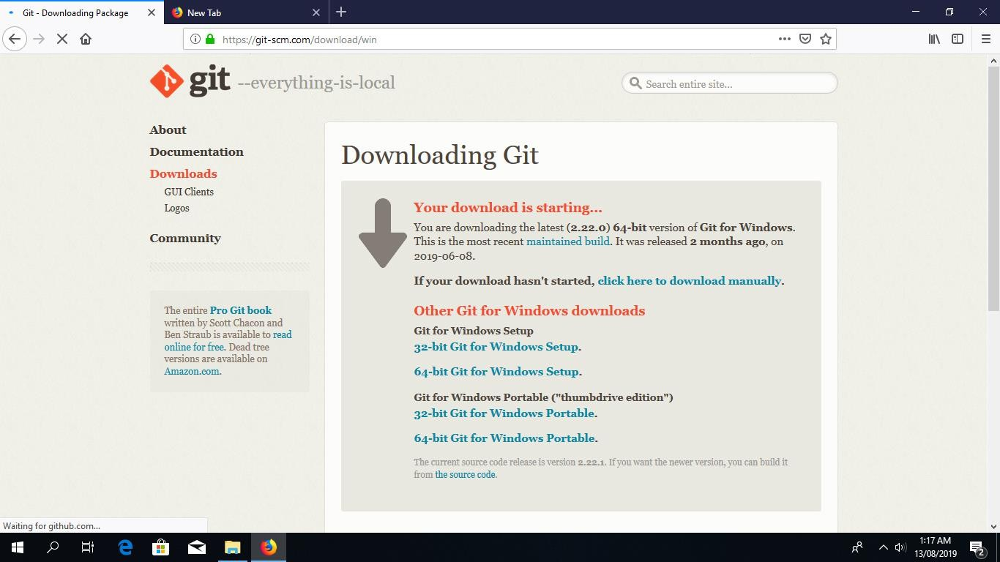 Git - Downloading Package
New Tab
https://git-scm.com/download/win
git --everything-is-local
Search entire site...
About
Documentation
Downloads
GUI Clients
Logos
Community
The entire Pro Git book
written by Scott Chacon and
Ben Straub is available to read
online for free. Dead tree
versions are available on
Amazon.com.
Downloading Git
Your download is starting...
You are downloading the latest (2.22.0) 64-bit version of Git for Windows.
This is the most recent maintained build. It was released 2 months ago, on
2019-06-08.
If your download hasn't started, click here to download manually.
Other Git for Windows downloads
Git for Windows Setup
32-bit Git for Windows Setup.
64-bit Git for Windows Setup.
Git for Windows Portable ("thumbdrive edition")
32-bit Git for Windows Portable.
64-bit Git for Windows Portable.
The current source code release is version 2.22.1. If you want the newer version, you can build it
from the source code.
Waiting for github.com...
1:17 AM
13/08/2019
2